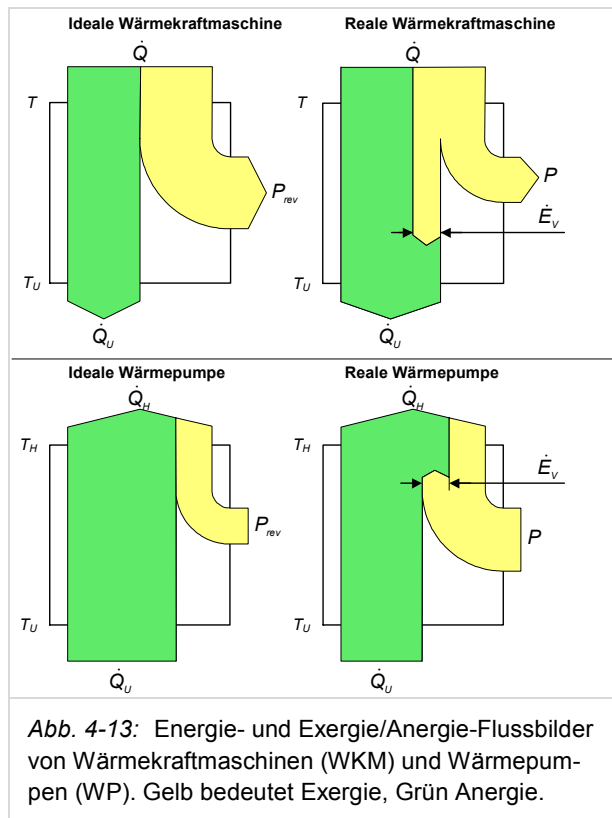 Ideale Wärmekraftmaschine
Q̇
T
P_rev
T_U
Q̇_U
Reale Wärmekraftmaschine
Q̇
T
P
Ė_V
T_U
Q̇_U
Ideale Wärmepumpe
Q̇_H
T_H
P_rev
T_U
Q̇_U
Reale Wärmepumpe
Q̇_H
T_H
Ė_V
P
T_U
Q̇_U
Abb. 4-13: Energie- und Exergie/Anergie-Flussbilder
von Wärmekraftmaschinen (WKM) und Wärmepum-
pen (WP). Gelb bedeutet Exergie, Grün Anergie.